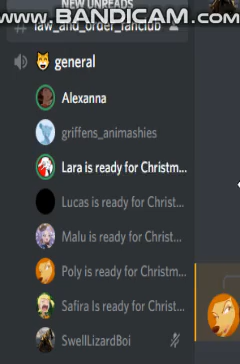 NEW UNREADS
WWW.BANDICAM.COM
# law_and_order_fanclub
general
Alexanna
griffens_animashies
Lara is ready for Christm...
Lucas is ready for Christ...
Malu is ready for Christ...
Poly is ready for Christm...
Safira Is ready for Christ...
SwellLizardBoi